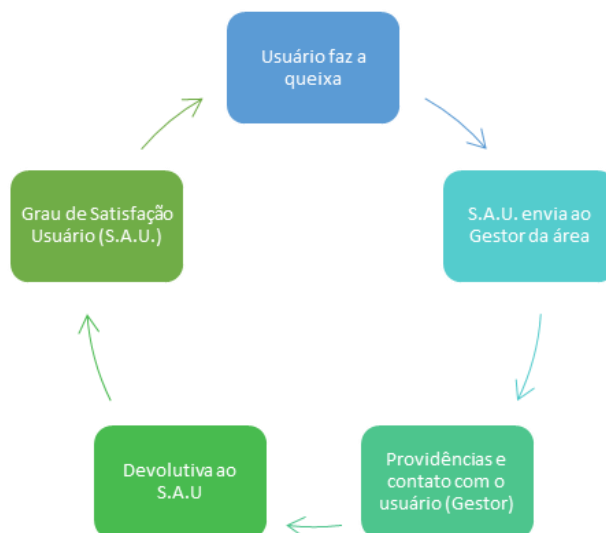 Usuário faz a
queixa
S.A.U. envia ao
Gestor da área
Providências e
contato com o
usuário (Gestor)
Devolutiva ao
S.A.U
Grau de Satisfação
Usuário (S.A.U.)